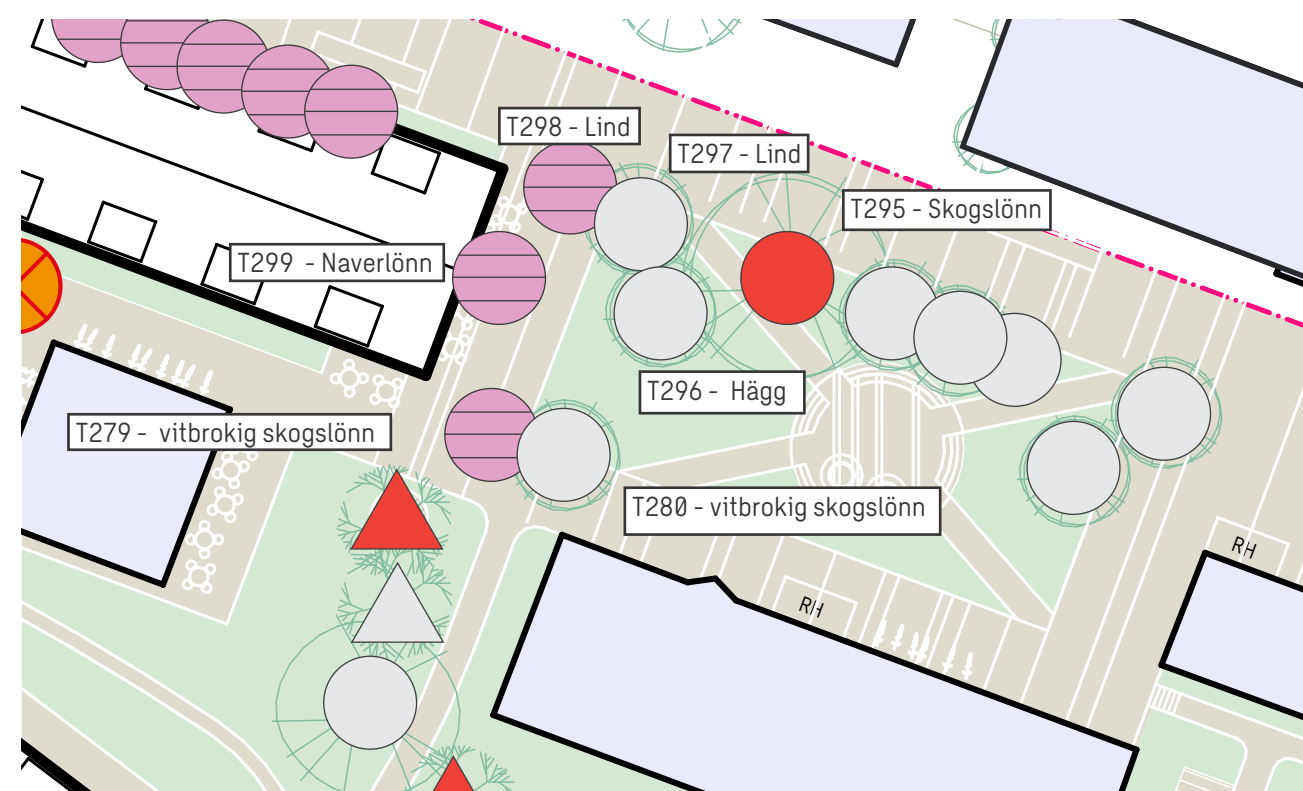 T298 - Lind
T297 - Lind
T295 - Skogslönn
T299 - Naverlönn
T296 - Hägg
T279 - vitbrokig skogslönn
T280 - vitbrokig skogslönn
RH
RH